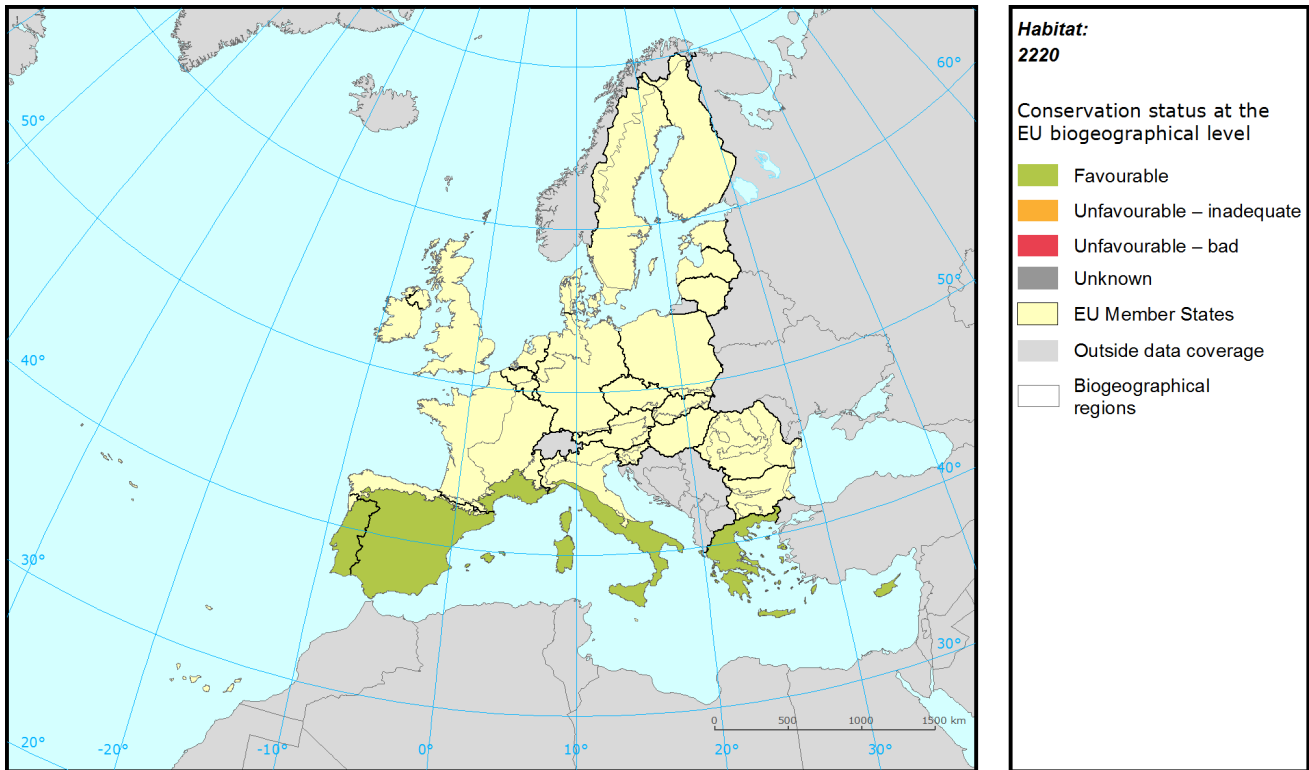 60°
50°
50°
40°
40°
30°
30°
20°
-20°
-10°
0°
10°
20°
30°
0
500
1000
1500 km
Habitat:
2220
Conservation status at the
EU biogeographical level
Favourable
Unfavourable – inadequate
Unfavourable – bad
Unknown
EU Member States
Outside data coverage
Biogeographical
regions